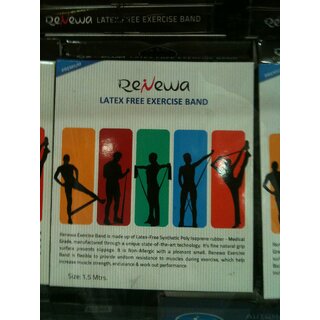 ReNewa
LATEX FREE EXERCISE BAND
PREMIUM
ReNewa
LATEX FREE EXERCISE BAND
Renewa Exercise Band is made up of Latex-Free Synthetic Poly Isoprene rubber - Medical
Grade, manufactured through a unique state-of-the-art technology. It's fine natural grip
surface prevents slippage. It is Non-Allergic with a pleasant smell. Renewa Exercise
Band is flexible to provide uniform resistance to muscles during exercise, which help
increase muscle strength, endurance & work out performance
Size: 1.5 Mtrs.